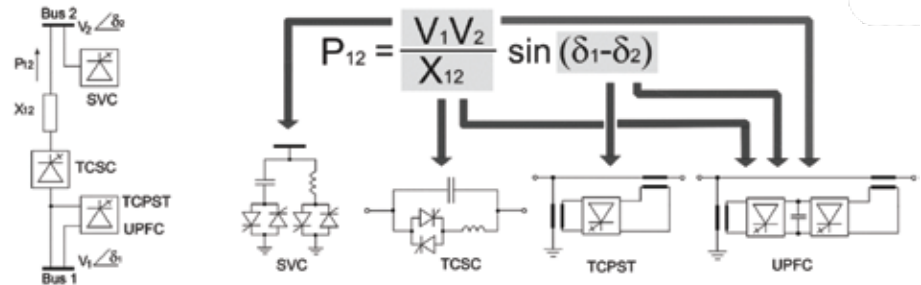 Bus 2 V₂∠δ₂
P₁₂
SVC
X₁₂
TCSC
TCPST
UPFC
V₁∠δ₁
Bus 1
P₁₂ = V₁V₂ / X₁₂ sin (δ₁-δ₂)
SVC
TCSC
TCPST
UPFC